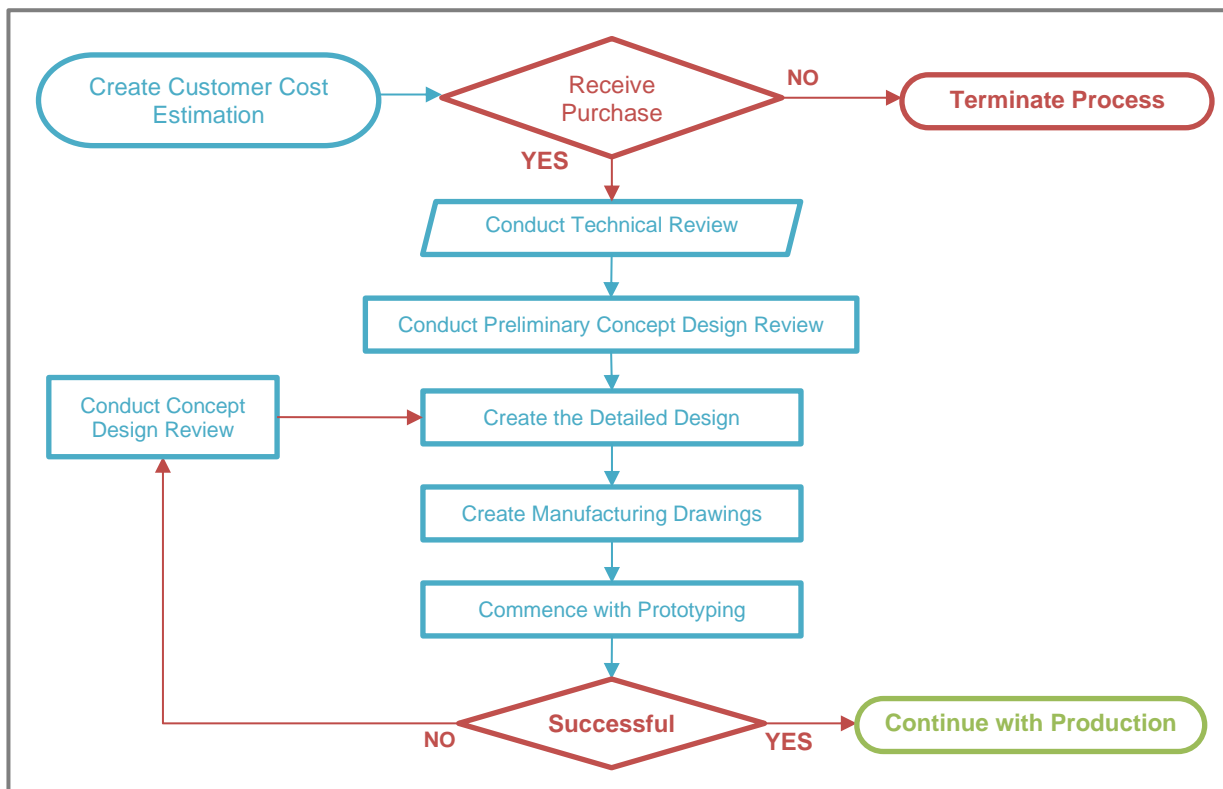 Create Customer Cost
Estimation
Receive
Purchase
NO
Terminate Process
YES
Conduct Technical Review
Conduct Preliminary Concept Design Review
Conduct Concept
Design Review
Create the Detailed Design
Create Manufacturing Drawings
Commence with Prototyping
Successful
NO
YES
Continue with Production